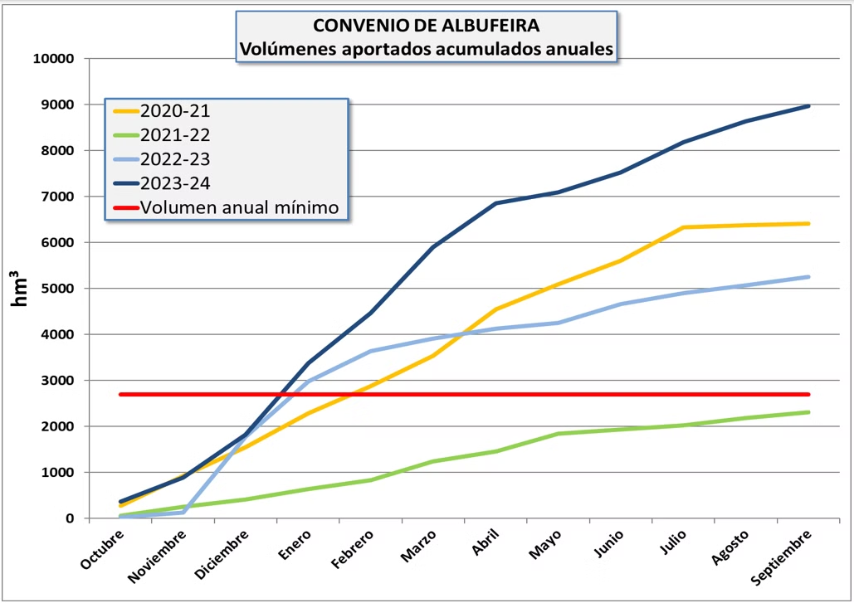 CONVENIO DE ALBUFEIRA
Volúmenes aportados acumulados anuales
10000
9000
8000
7000
6000
5000
4000
3000
2000
1000
0
hm³
2020-21
2021-22
2022-23
2023-24
Volumen anual mínimo
Octubre
Noviembre
Diciembre
Enero
Febrero
Marzo
Abril
Mayo
Junio
Julio
Agosto
Septiembre